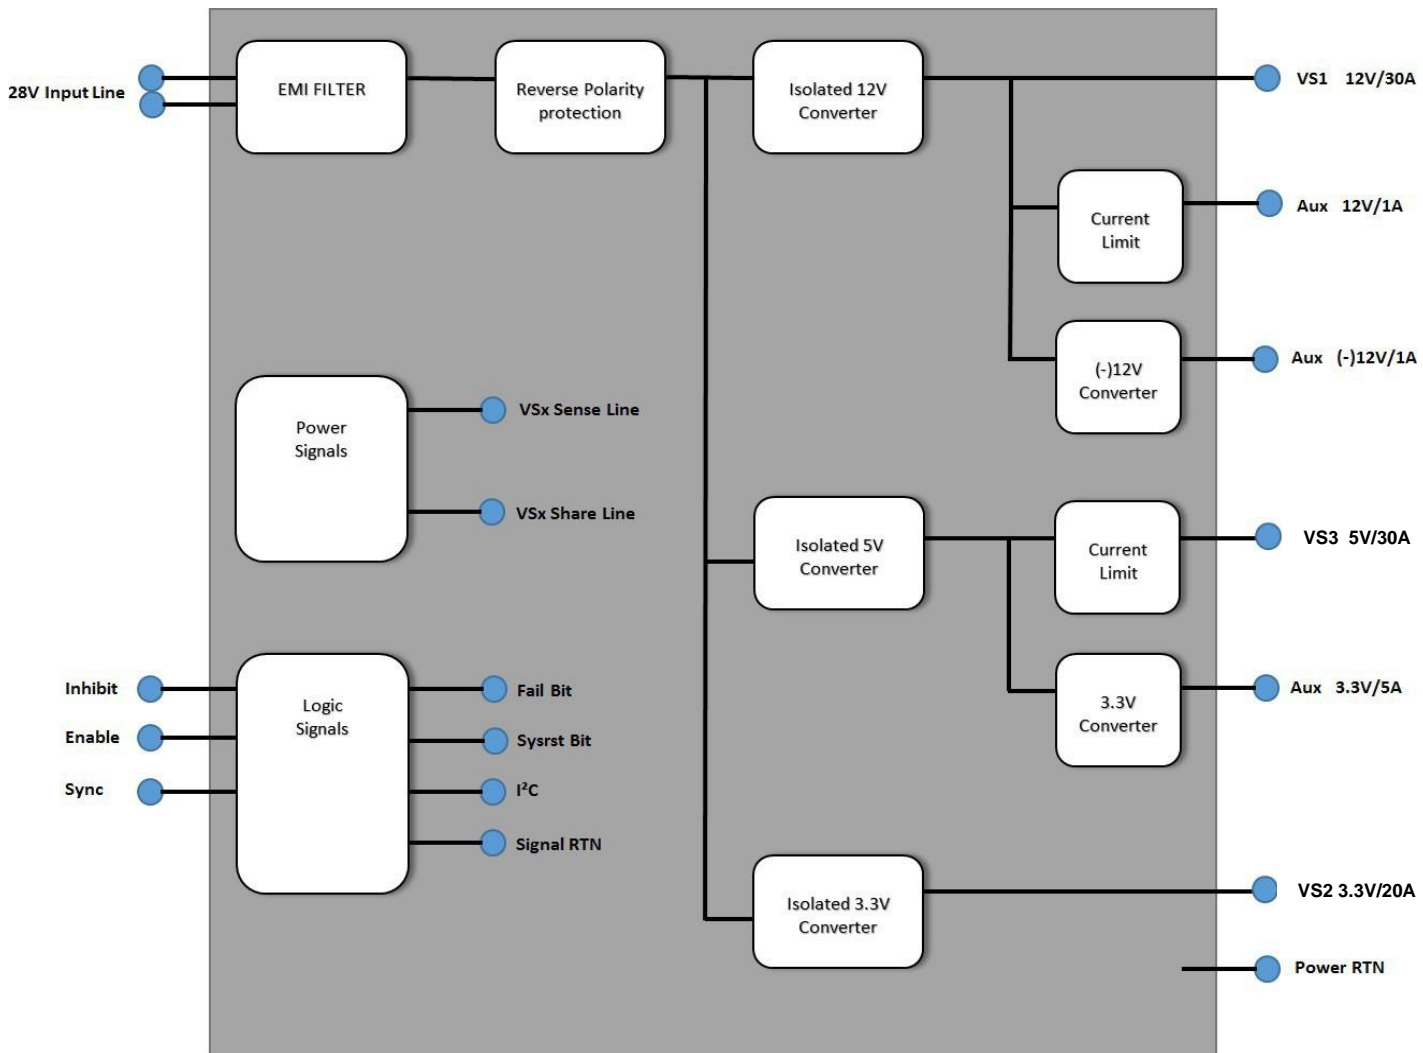 28V Input Line
EMI FILTER
Reverse Polarity
protection
Isolated 12V
Converter
VS1 12V/30A
Current
Limit
Aux 12V/1A
(-)12V
Converter
Aux (-)12V/1A
Power
Signals
VSx Sense Line
VSx Share Line
Isolated 5V
Converter
Current
Limit
VS3 5V/30A
3.3V
Converter
Aux 3.3V/5A
Inhibit
Enable
Sync
Logic
Signals
Fail Bit
Sysrst Bit
I²C
Signal RTN
Isolated 3.3V
Converter
VS2 3.3V/20A
Power RTN